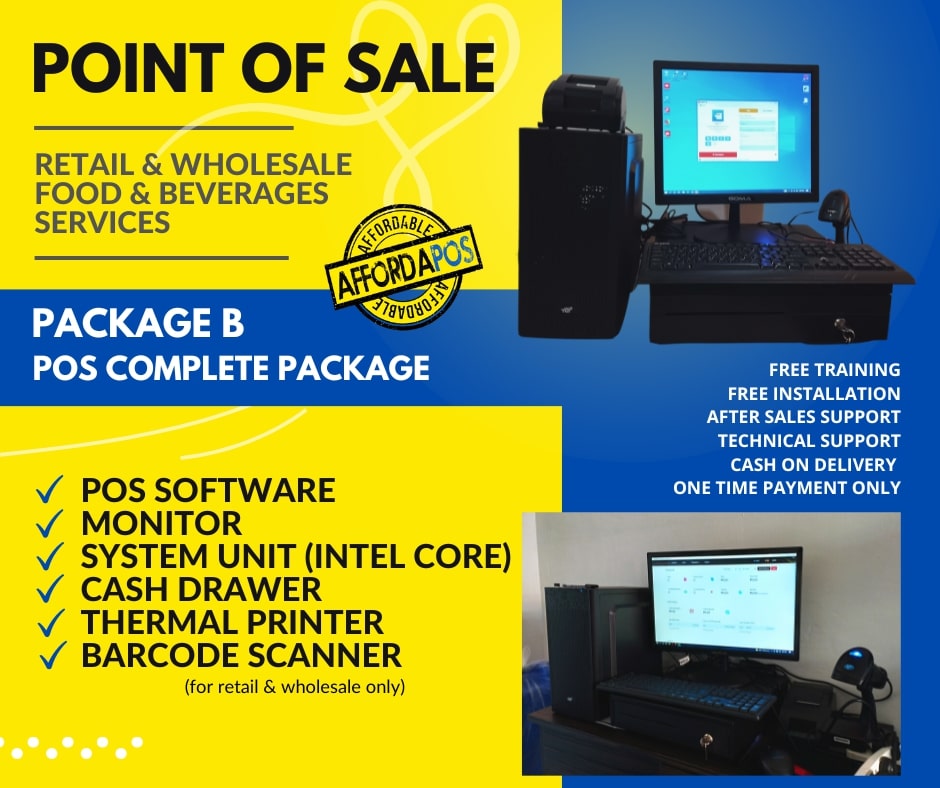 POINT OF SALE
RETAIL & WHOLESALE
FOOD & BEVERAGES
SERVICES
AFFORDABLE
AFFORDAPOS
AFFORDABLE
PACKAGE B
POS COMPLETE PACKAGE
FREE TRAINING
FREE INSTALLATION
AFTER SALES SUPPORT
TECHNICAL SUPPORT
CASH ON DELIVERY
ONE TIME PAYMENT ONLY
POS SOFTWARE
MONITOR
SYSTEM UNIT (INTEL CORE)
CASH DRAWER
THERMAL PRINTER
BARCODE SCANNER
(for retail & wholesale only)